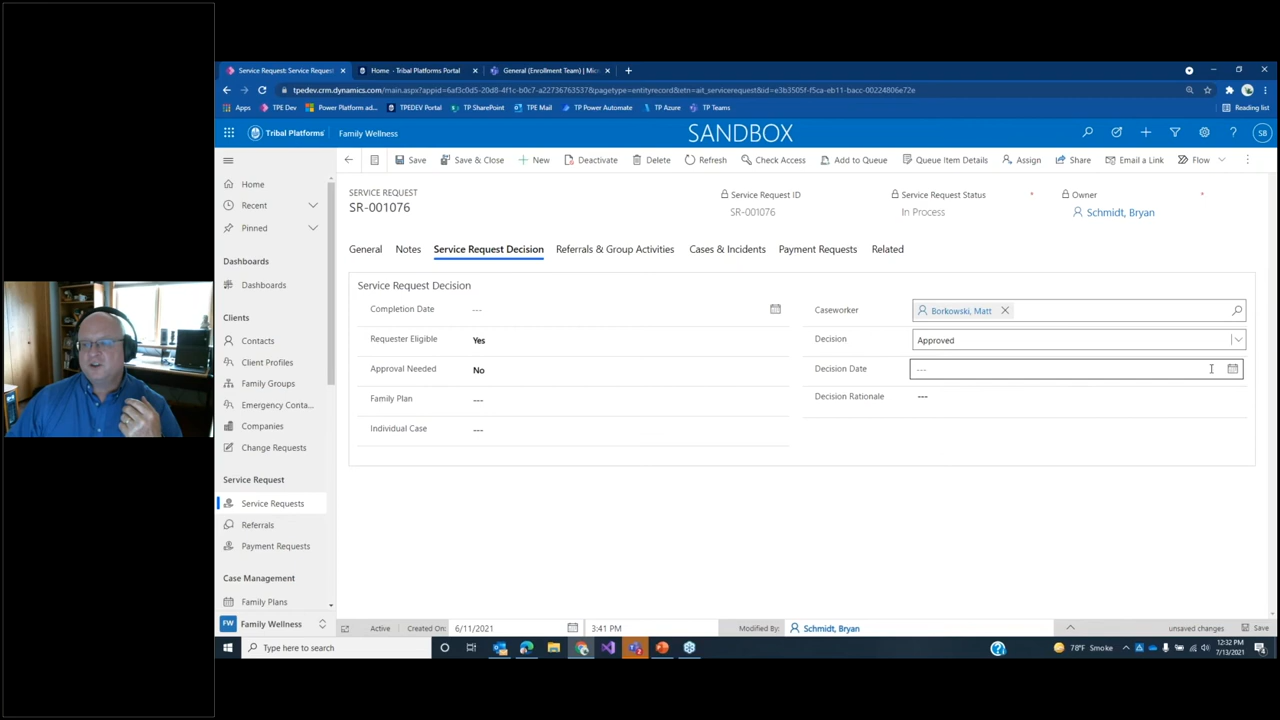 Service Request: Service Reques
Home - Tribal Platforms Portal
General (Enrollment Team) | Mic
tpedev.crm.dynamics.com/main.aspx?appid=6af3c0d5-20d8-4f1c-b0c7-a22736763537&pagetype=entityrecord&etn=ait_servicerequest&id=e3b3505f-f5ca-eb11-bacc-00224806e72e
Apps
TPE Dev
Power Platform ad...
TPEDEV Portal
TP SharePoint
TPE Mail
TP Power Automate
TP Azure
TP Teams
Reading list
Tribal Platforms
Family Wellness
SANDBOX
SB
Save
Save & Close
New
Deactivate
Delete
Refresh
Check Access
Add to Queue
Queue Item Details
Assign
Share
Email a Link
Flow
Home
Recent
Pinned
Dashboards
Dashboards
Clients
Contacts
Client Profiles
Family Groups
Emergency Conta...
Companies
Change Requests
Service Request
Service Requests
Referrals
Payment Requests
Case Management
Family Plans
FW Family Wellness
SERVICE REQUEST
SR-001076
Service Request ID
SR-001076
Service Request Status *
In Process
Owner *
Schmidt, Bryan
General
Notes
Service Request Decision
Referrals & Group Activities
Cases & Incidents
Payment Requests
Related
Service Request Decision
Completion Date ---
Requester Eligible Yes
Approval Needed No
Family Plan ---
Individual Case ---
Caseworker Borkowski, Matt
Decision Approved
Decision Date ---
Decision Rationale ---
Active
Created On: 6/11/2021 3:41 PM
Modified By: Schmidt, Bryan
unsaved changes
Save
Type here to search
78°F Smoke
12:32 PM
7/13/2021